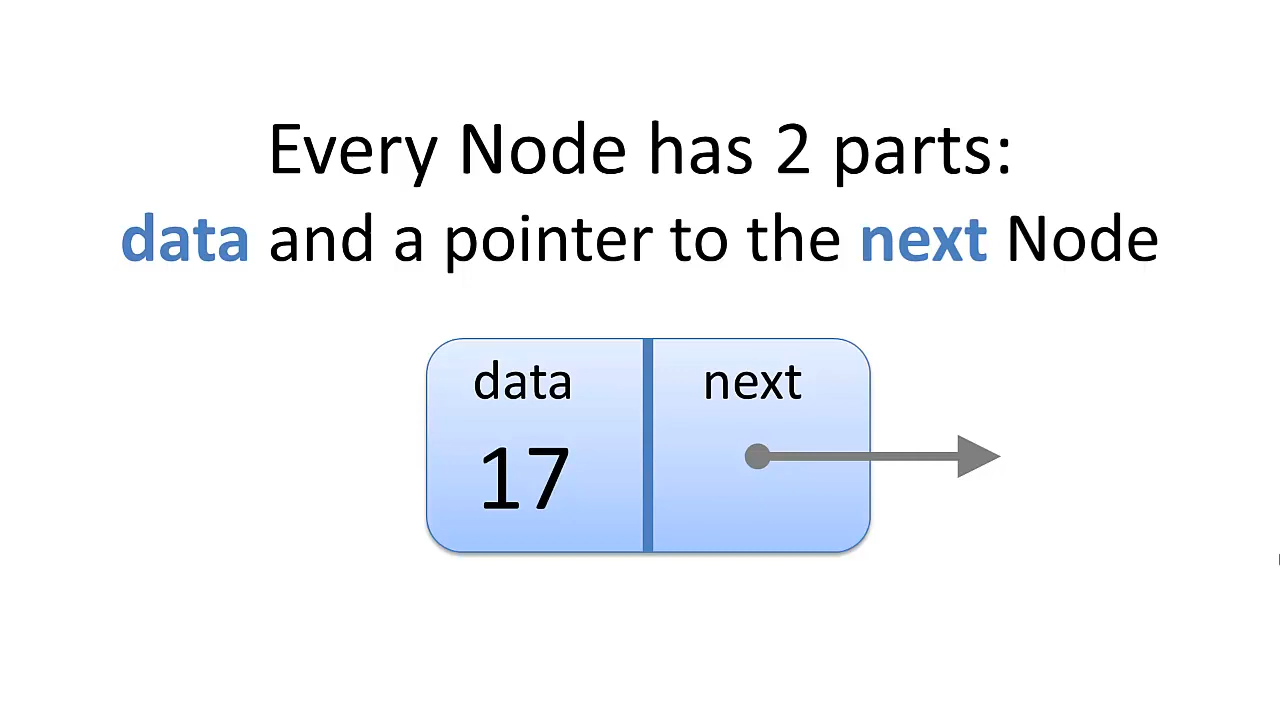 Every Node has 2 parts:
data and a pointer to the next Node
data next
17